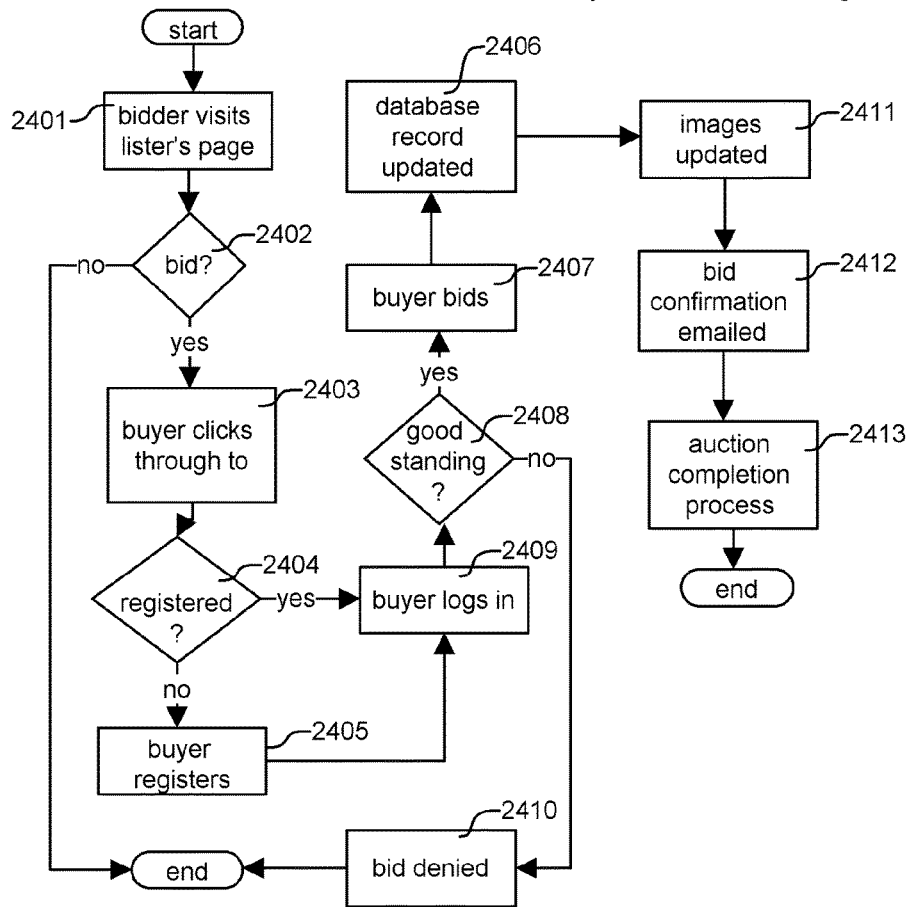 start
2401
bidder visits
lister's page
2402
bid?
no
yes
2403
buyer clicks
through to
2404
registered
?
yes
no
2405
buyer
registers
end
2406
database
record
updated
2407
buyer bids
yes
2408
good
standing
?
no
2409
buyer logs in
2410
bid denied
2411
images
updated
2412
bid
confirmation
emailed
2413
auction
completion
process
end